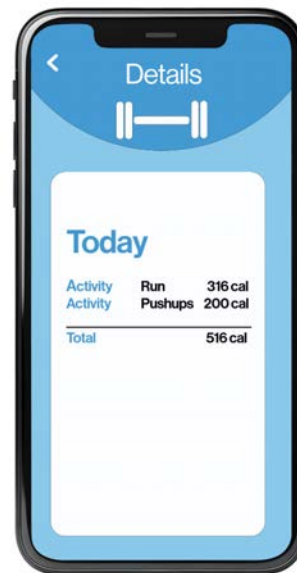 Details
Today
Activity Run 316 cal
Activity Pushups 200 cal
Total 516 cal